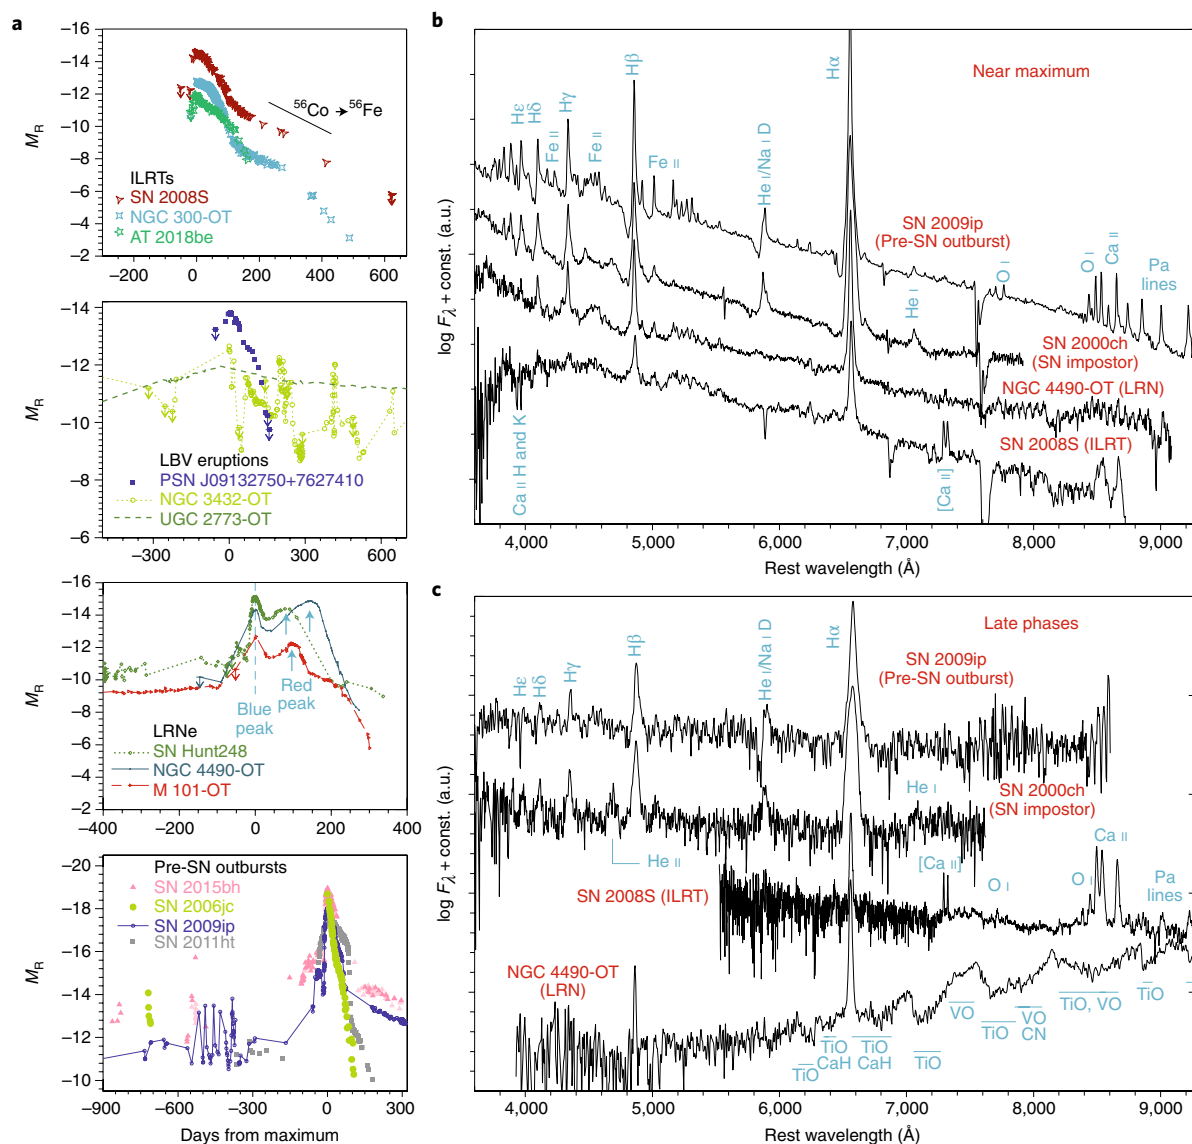 a
−16
−14
−12
−10
−8
−6
−4
−2
M_R
⁵⁶Co → ⁵⁶Fe
ILRTs
SN 2008S
NGC 300-OT
AT 2018be
−200 0 200 400 600
−14
−12
−10
−8
−6
M_R
LBV eruptions
PSN J09132750+7627410
NGC 3432-OT
UGC 2773-OT
−300 0 300 600
−16
−14
−12
−10
−8
−6
−4
−2
M_R
Blue peak
Red peak
LRNe
SN Hunt248
NGC 4490-OT
M 101-OT
−400 −200 0 200 400
−20
−18
−16
−14
−12
−10
M_R
Pre-SN outbursts
SN 2015bh
SN 2006jc
SN 2009ip
SN 2011ht
−900 −600 −300 0 300
Days from maximum
b
log F_λ + const. (a.u.)
Near maximum
Hε
Hδ
Fe II
Hγ
Fe II
Hβ
Fe II
He I/Na I D
Hα
He I
O I
O I
Ca II
Pa lines
SN 2009ip
(Pre-SN outburst)
SN 2000ch
(SN impostor)
NGC 4490-OT (LRN)
SN 2008S (ILRT)
Ca II H and K
[Ca II]
4,000 5,000 6,000 7,000 8,000 9,000
Rest wavelength (Å)
c
log F_λ + const. (a.u.)
Late phases
Hε
Hδ
Hγ
Hβ
He I/Na I D
Hα
SN 2009ip
(Pre-SN outburst)
He I
SN 2000ch
(SN impostor)
He II
[Ca II]
O I
O I
Ca II
Pa lines
SN 2008S (ILRT)
NGC 4490-OT
(LRN)
TiO
TiO
CaH
TiO
CaH
TiO
VO
TiO
VO
CN
TiO, VO
TiO
4,000 5,000 6,000 7,000 8,000 9,000
Rest wavelength (Å)